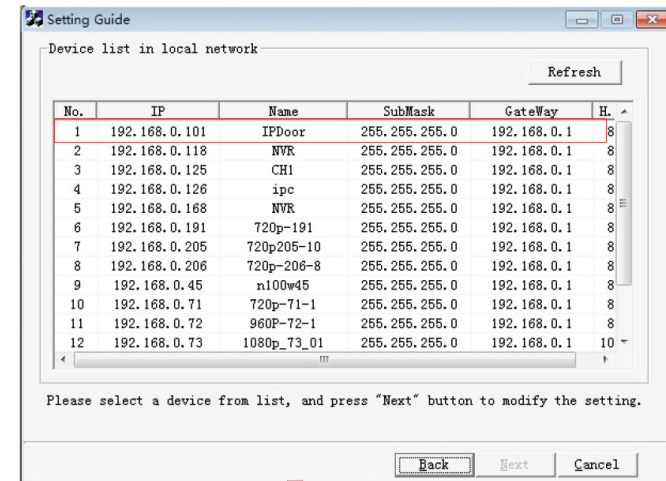 Setting Guide
Device list in local network
Refresh
No. IP Name SubMask GateWay H.
1 192.168.0.101 IPDoor 255.255.255.0 192.168.0.1 8
2 192.168.0.118 NVR 255.255.255.0 192.168.0.1 8
3 192.168.0.125 CH1 255.255.255.0 192.168.0.1 8
4 192.168.0.126 ipc 255.255.255.0 192.168.0.1 8
5 192.168.0.168 NVR 255.255.255.0 192.168.0.1 8
6 192.168.0.191 720p-191 255.255.255.0 192.168.0.1 8
7 192.168.0.205 720p205-10 255.255.255.0 192.168.0.1 8
8 192.168.0.206 720p-206-8 255.255.255.0 192.168.0.1 8
9 192.168.0.45 n100w45 255.255.255.0 192.168.0.1 8
10 192.168.0.71 720p-71-1 255.255.255.0 192.168.0.1 8
11 192.168.0.72 960P-72-1 255.255.255.0 192.168.0.1 8
12 192.168.0.73 1080p_73_01 255.255.255.0 192.168.0.1 10
Please select a device from list, and press "Next" button to modify the setting.
Back Next Cancel